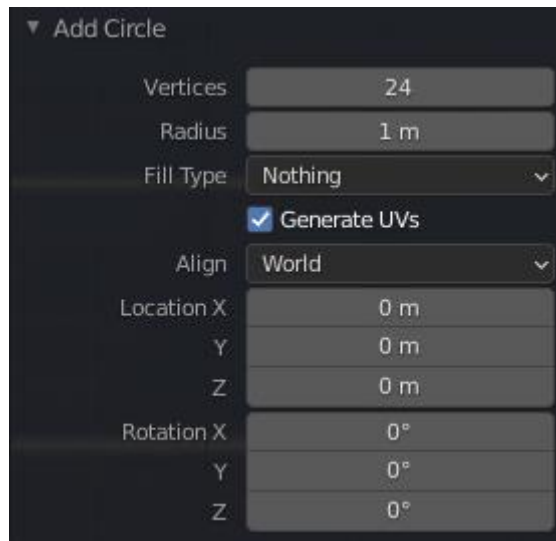 Add Circle
Vertices 24
Radius 1 m
Fill Type Nothing
Generate UVs
Align World
Location X 0 m
Y 0 m
Z 0 m
Rotation X 0°
Y 0°
Z 0°